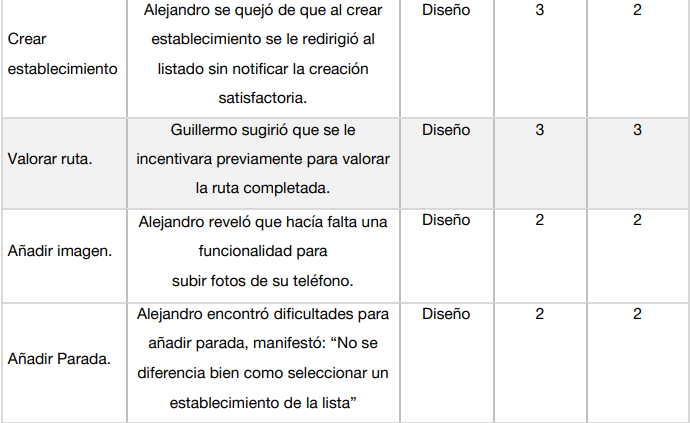 Crear
establecimiento
Alejandro se quejó de que al crear
establecimiento se le redirigió al
listado sin notificar la creación
satisfactoria.
Diseño
3
2
Valorar ruta.
Guillermo sugirió que se le
incentivara previamente para valorar
la ruta completada.
Diseño
3
3
Añadir imagen.
Alejandro reveló que hacía falta una
funcionalidad para
subir fotos de su teléfono.
Diseño
2
2
Añadir Parada.
Alejandro encontró dificultades para
añadir parada, manifestó: “No se
diferencia bien como seleccionar un
establecimiento de la lista”
Diseño
2
2